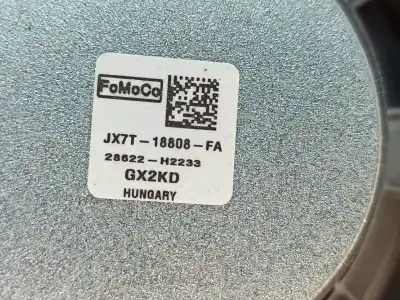 FoMoCo
JX7T-18808-FA
28622-H2233
GX2KD
HUNGARY